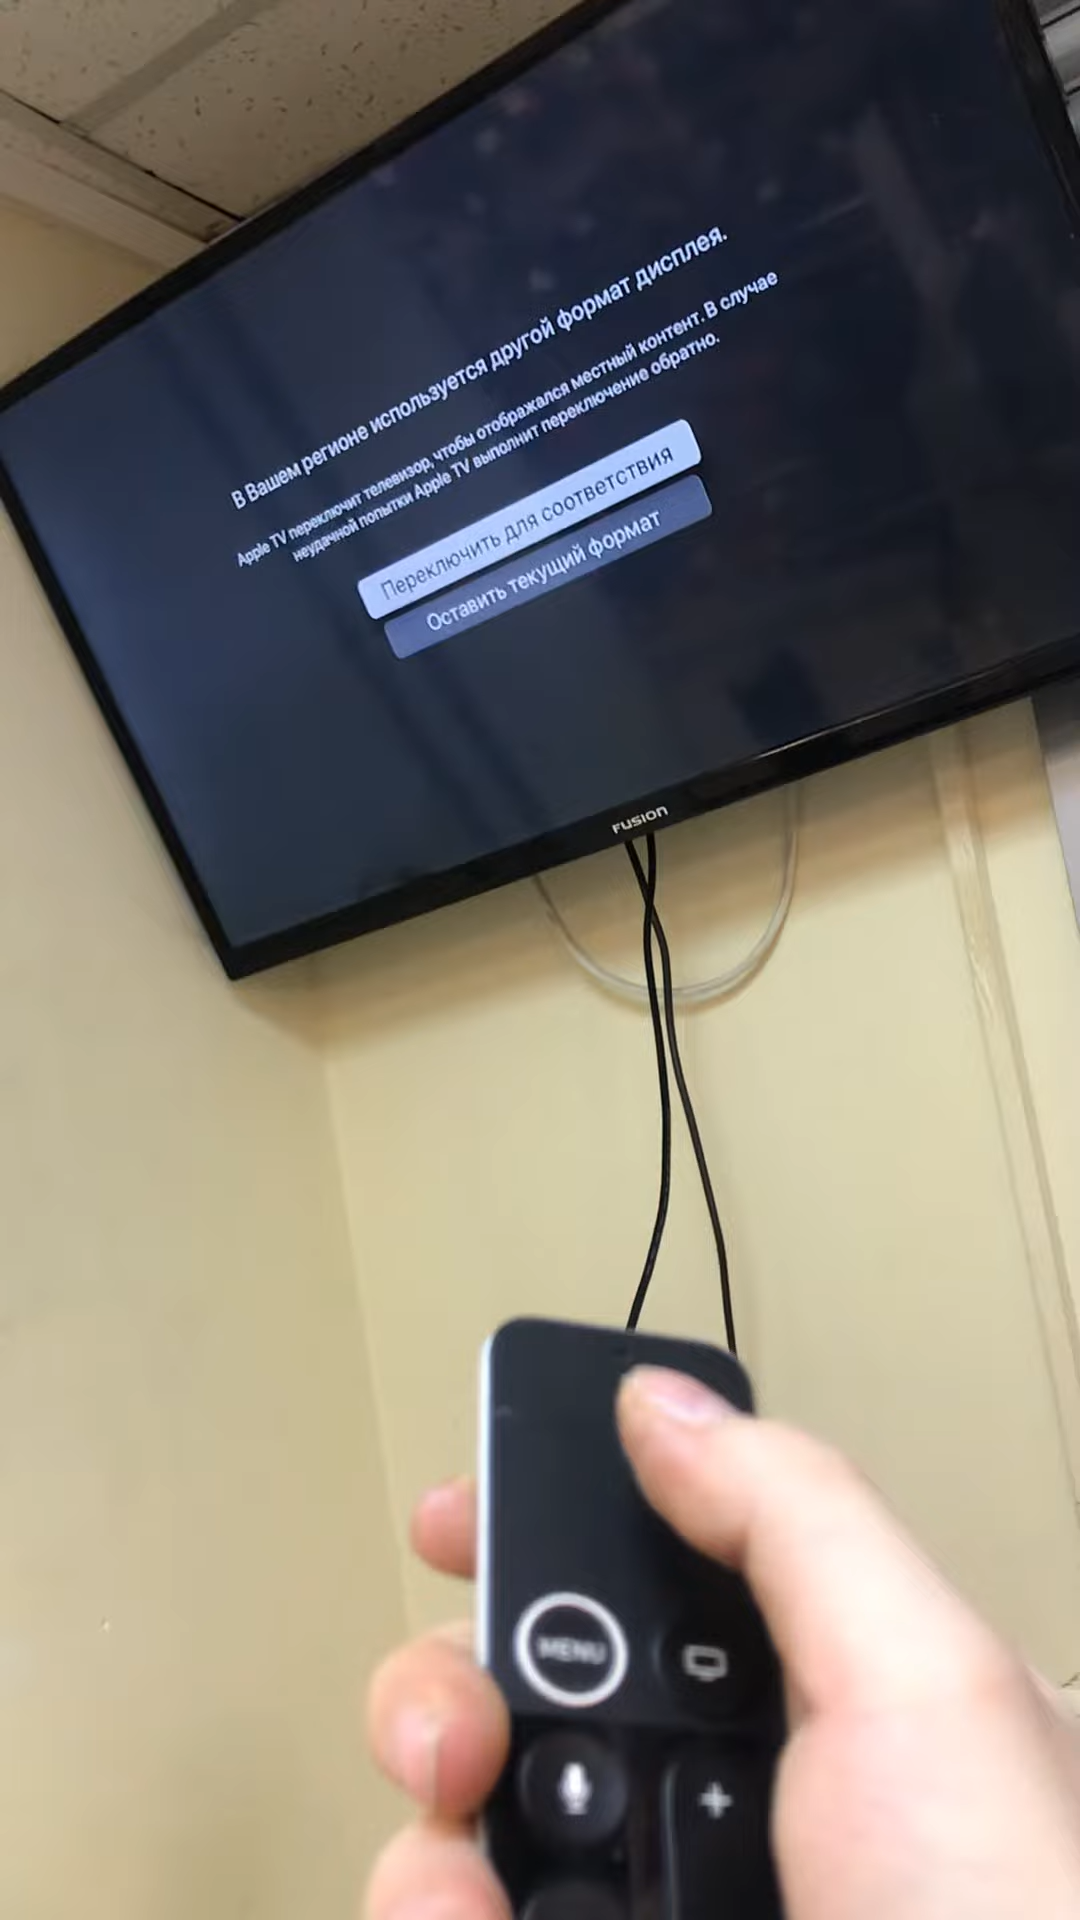 В Вашем регионе используется другой формат дисплея.
Apple TV переключит телевизор, чтобы отображался местный контент. В случае
неудачной попытки Apple TV выполнит переключение обратно.
Переключить для соответствия
Оставить текущий формат
FUSION
MENU
+